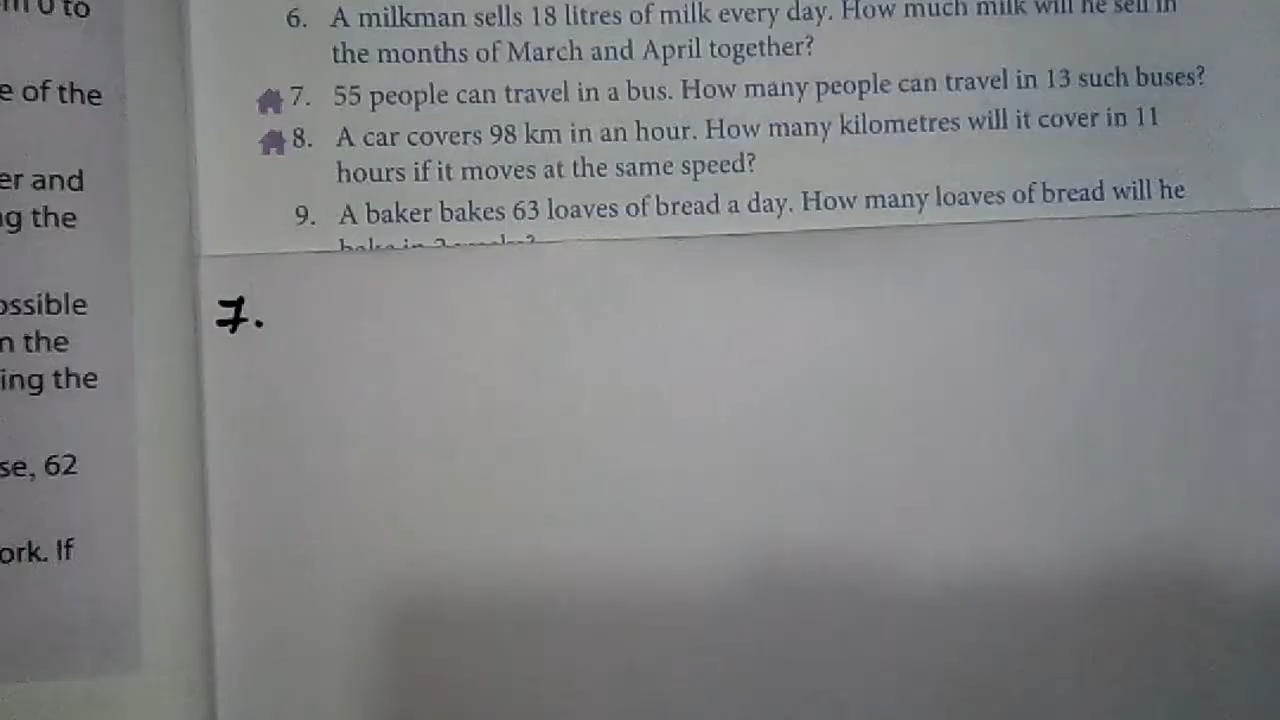 0 to
e of the
er and
g the
ossible
n the
ing the
se, 62
ork. If
6. A milkman sells 18 litres of milk every day. How much milk will he sell in
the months of March and April together?
7. 55 people can travel in a bus. How many people can travel in 13 such buses?
8. A car covers 98 km in an hour. How many kilometres will it cover in 11
hours if it moves at the same speed?
9. A baker bakes 63 loaves of bread a day. How many loaves of bread will he
7.